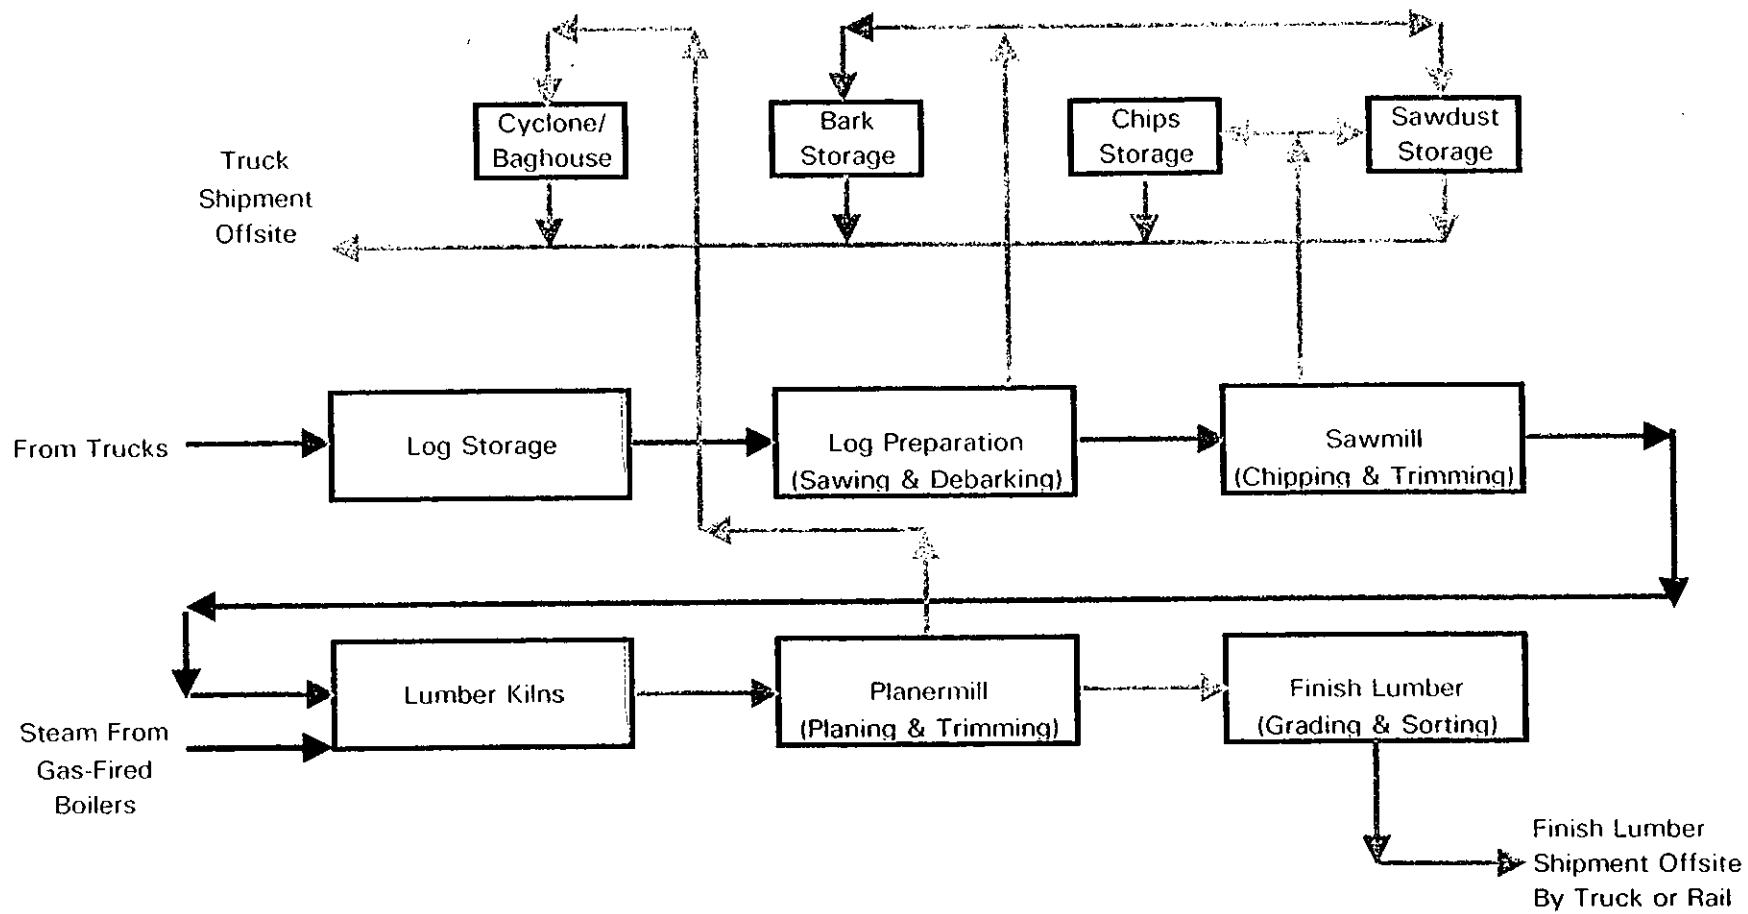 Cyclone/
Baghouse
Bark
Storage
Chips
Storage
Sawdust
Storage
Truck
Shipment
Offsite
From Trucks
Log Storage
Log Preparation
(Sawing & Debarking)
Sawmill
(Chipping & Trimming)
Lumber Kilns
Planermill
(Planing & Trimming)
Finish Lumber
(Grading & Sorting)
Steam From
Gas-Fired
Boilers
Finish Lumber
Shipment Offsite
By Truck or Rail